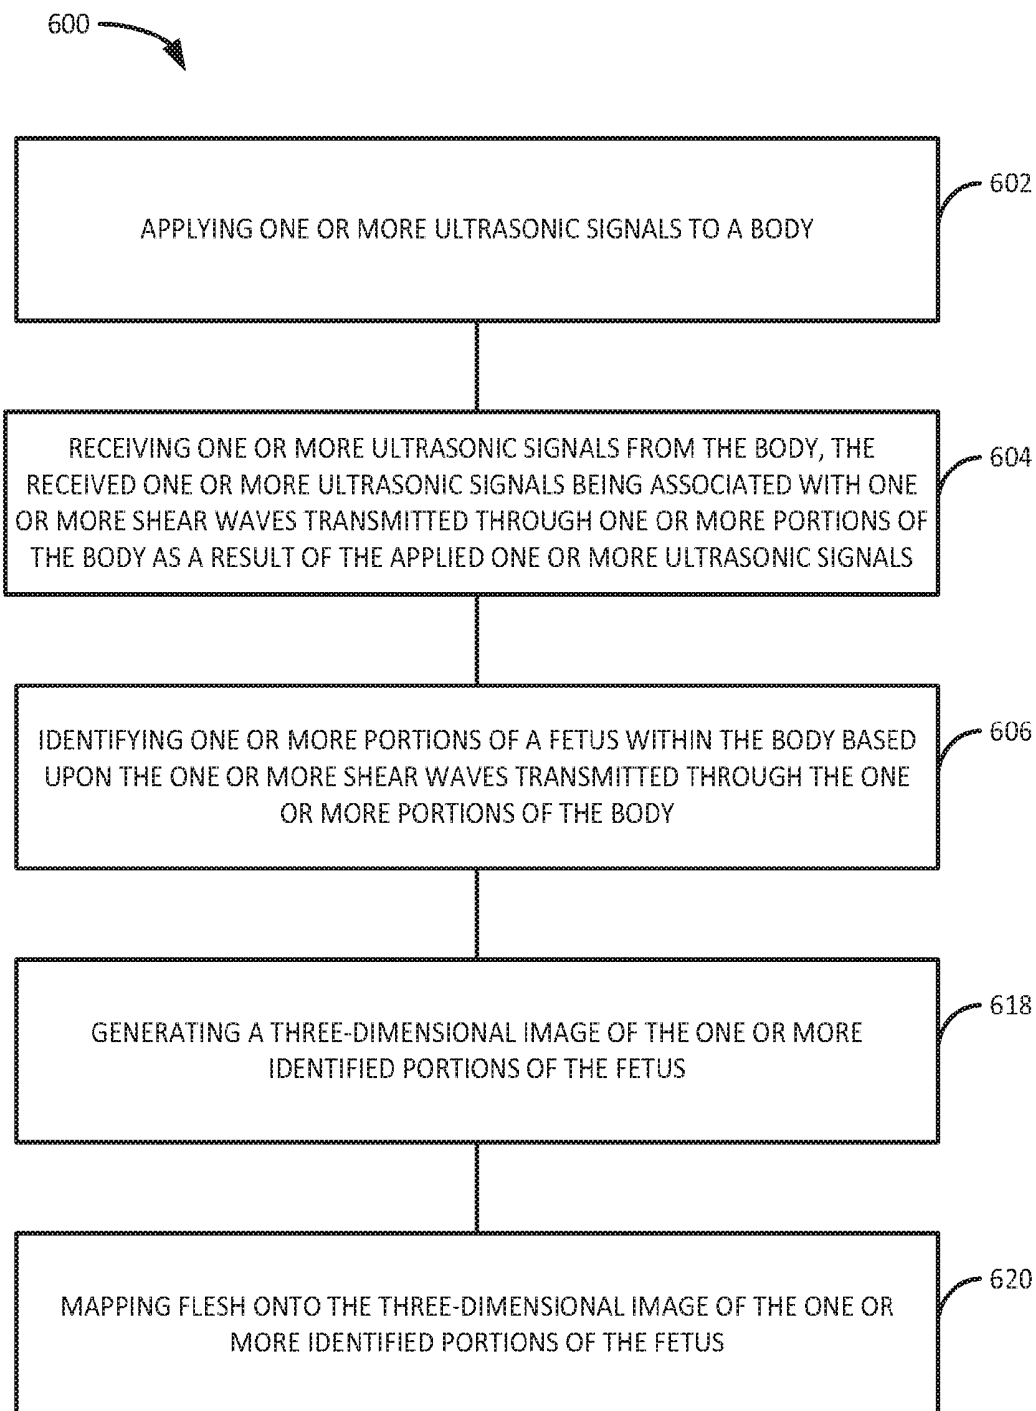 600
APPLYING ONE OR MORE ULTRASONIC SIGNALS TO A BODY
602
RECEIVING ONE OR MORE ULTRASONIC SIGNALS FROM THE BODY, THE
RECEIVED ONE OR MORE ULTRASONIC SIGNALS BEING ASSOCIATED WITH ONE
OR MORE SHEAR WAVES TRANSMITTED THROUGH ONE OR MORE PORTIONS OF
THE BODY AS A RESULT OF THE APPLIED ONE OR MORE ULTRASONIC SIGNALS
604
IDENTIFYING ONE OR MORE PORTIONS OF A FETUS WITHIN THE BODY BASED
UPON THE ONE OR MORE SHEAR WAVES TRANSMITTED THROUGH THE ONE
OR MORE PORTIONS OF THE BODY
606
GENERATING A THREE-DIMENSIONAL IMAGE OF THE ONE OR MORE
IDENTIFIED PORTIONS OF THE FETUS
618
MAPPING FLESH ONTO THE THREE-DIMENSIONAL IMAGE OF THE ONE OR
MORE IDENTIFIED PORTIONS OF THE FETUS
620